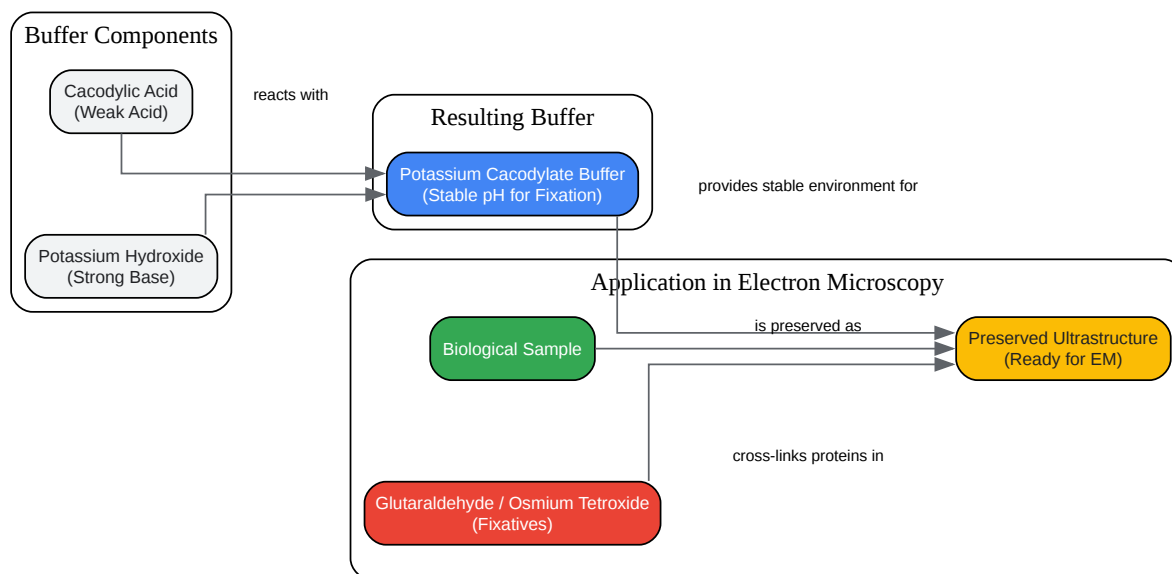 Buffer Components
Cacodylic Acid
(Weak Acid)
reacts with
Potassium Hydroxide
(Strong Base)
Resulting Buffer
Potassium Cacodylate Buffer
(Stable pH for Fixation)
provides stable environment for
Application in Electron Microscopy
Biological Sample
is preserved as
Preserved Ultrastructure
(Ready for EM)
cross-links proteins in
Glutaraldehyde / Osmium Tetroxide
(Fixatives)